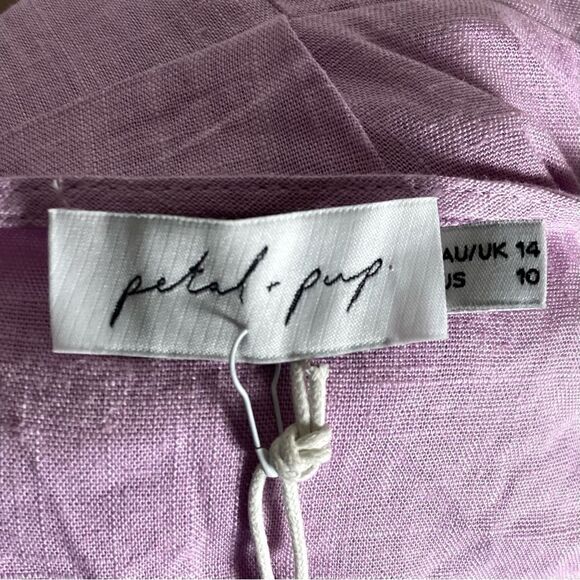 petal + pup.
AU/UK 14
US 10